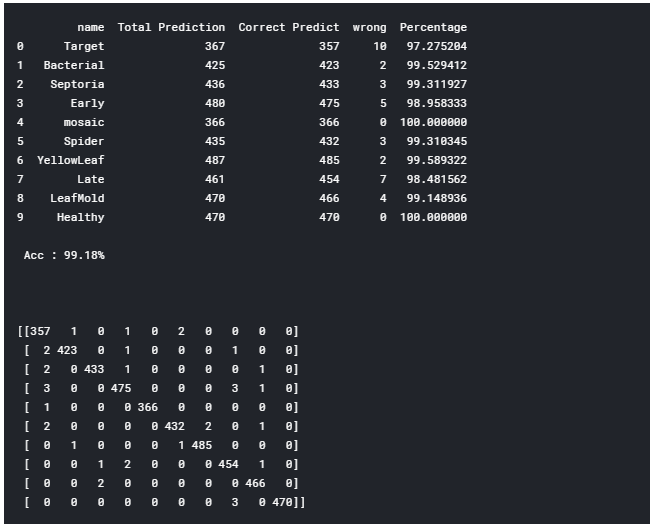 name Total Prediction Correct Predict wrong Percentage
0 Target 367 357 10 97.275204
1 Bacterial 425 423 2 99.529412
2 Septoria 436 433 3 99.311927
3 Early 480 475 5 98.958333
4 mosaic 366 366 0 100.000000
5 Spider 435 432 3 99.310345
6 YellowLeaf 487 485 2 99.589322
7 Late 461 454 7 98.481562
8 LeafMold 470 466 4 99.148936
9 Healthy 470 470 0 100.000000
Acc : 99.18%
[[357 1 0 1 0 2 0 0 0 0]
[ 2 423 0 1 0 0 0 1 0 0]
[ 2 0 433 1 0 0 0 0 1 0]
[ 3 0 0 475 0 0 0 3 1 0]
[ 1 0 0 0 366 0 0 0 0 0]
[ 2 0 0 0 0 432 2 0 1 0]
[ 0 1 0 0 0 1 485 0 0 0]
[ 0 0 1 2 0 0 0 454 1 0]
[ 0 0 2 0 0 0 0 0 466 0]
[ 0 0 0 0 0 0 0 3 0 470]]